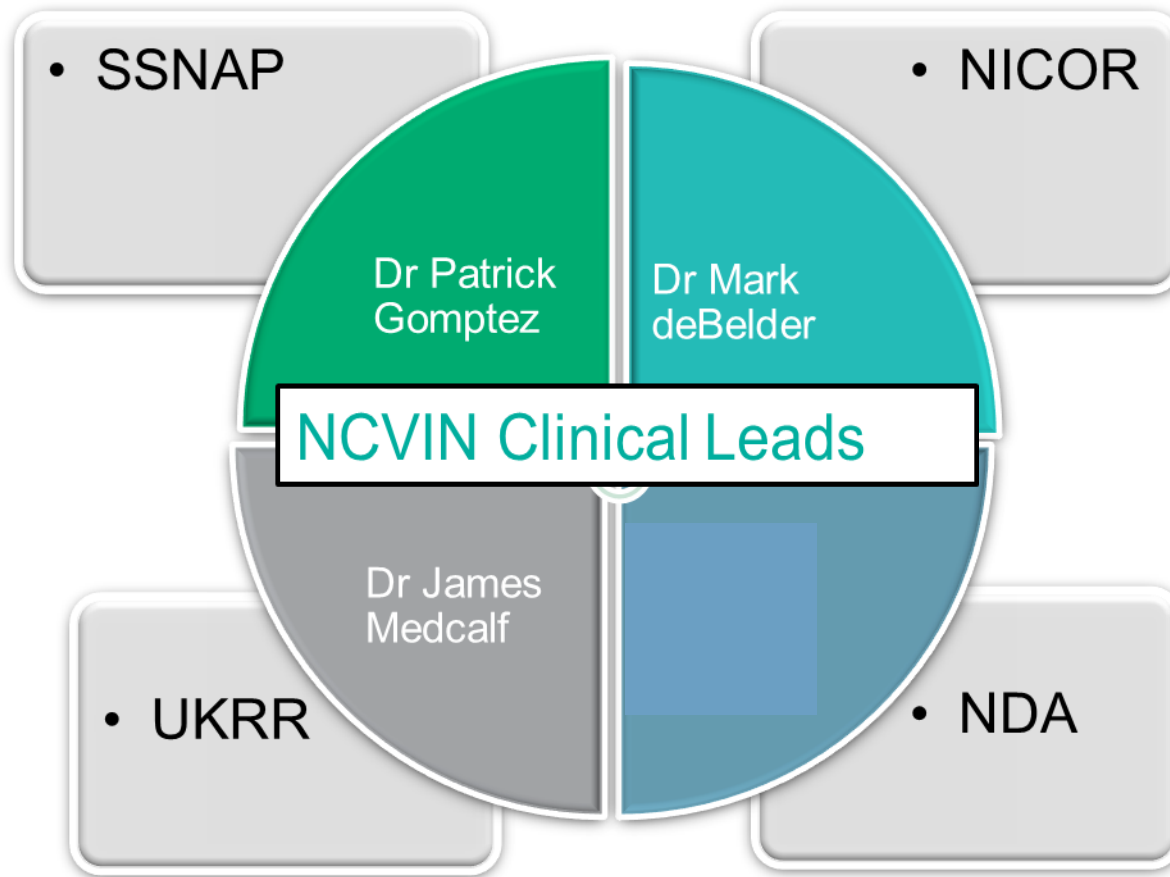 • SSNAP
• NICOR
Dr Patrick
Gomptez
Dr Mark
deBelder
NCVIN Clinical Leads
Dr James
Medcalf
• UKRR
• NDA